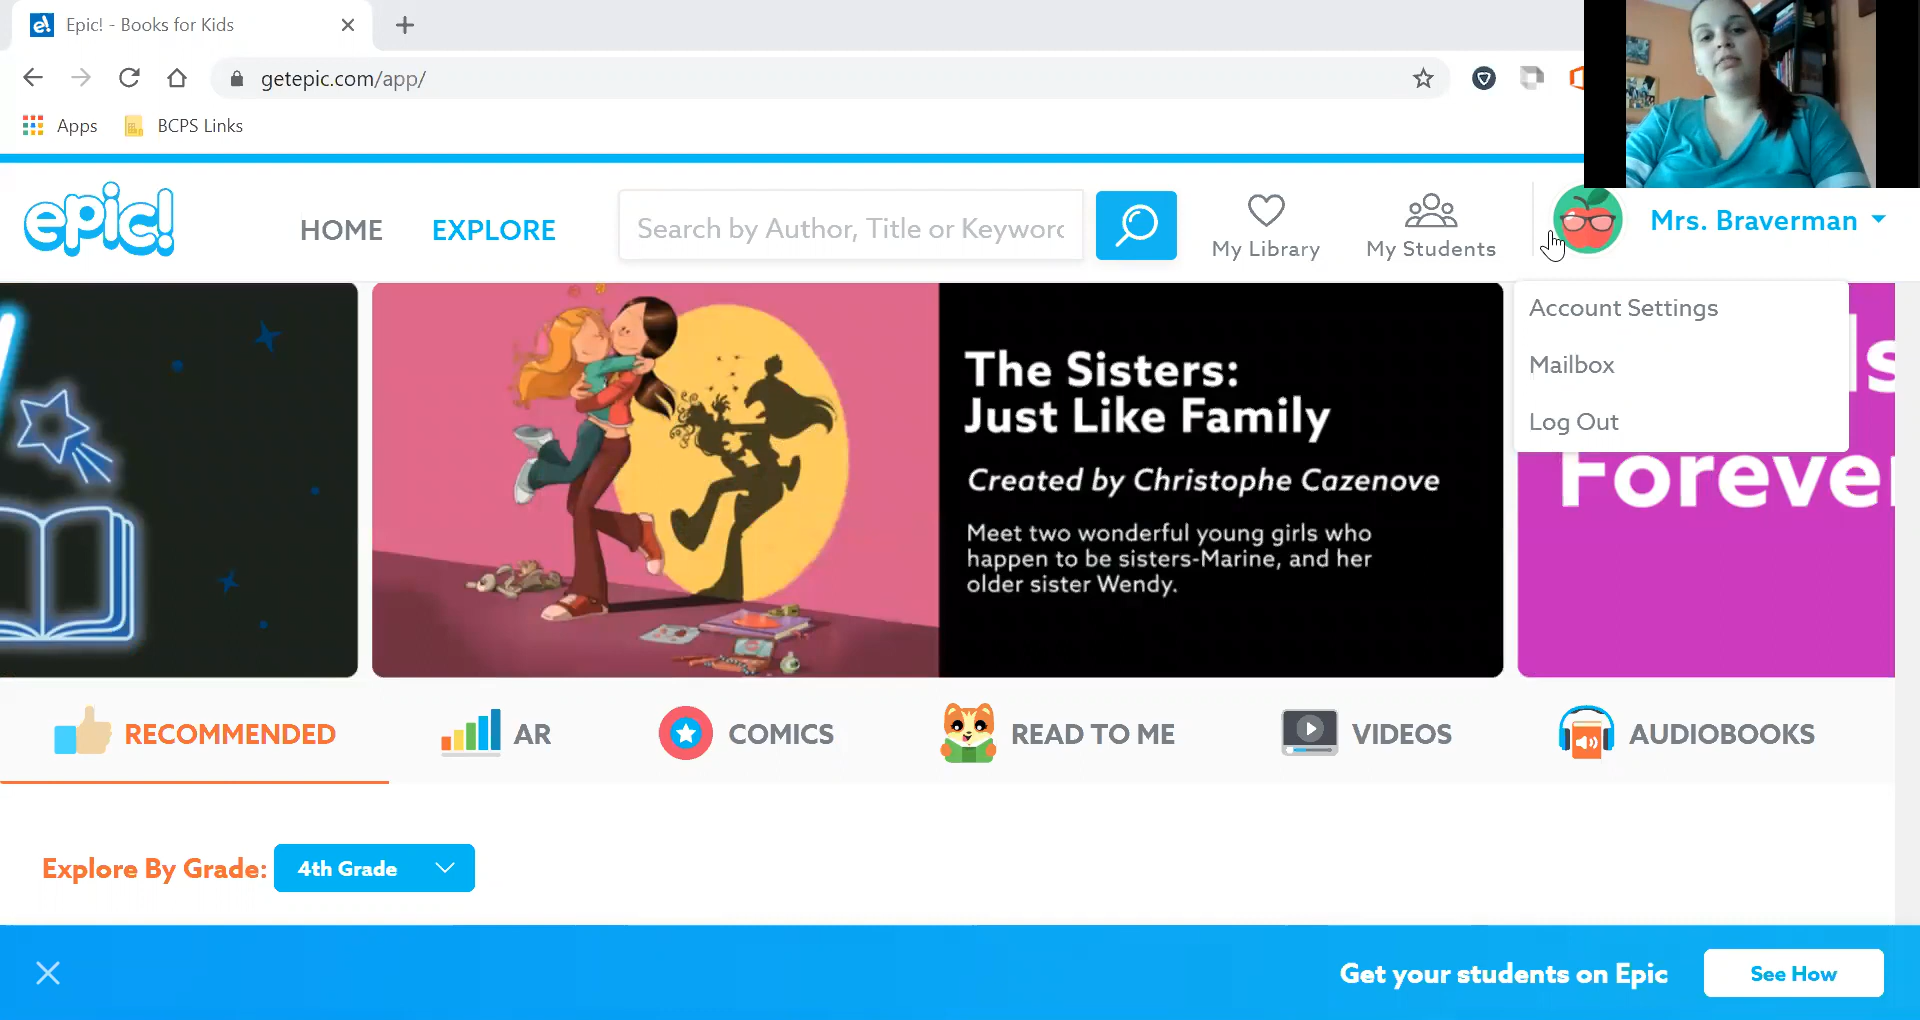 Epic! - Books for Kids
getepic.com/app/
Apps
BCPS Links
epic!
HOME
EXPLORE
Search by Author, Title or Keyword
My Library
My Students
Mrs. Braverman
Account Settings
Mailbox
Log Out
The Sisters:
Just Like Family
Created by Christophe Cazenove
Meet two wonderful young girls who
happen to be sisters-Marine, and her
older sister Wendy.
Forever
RECOMMENDED
AR
COMICS
READ TO ME
VIDEOS
AUDIOBOOKS
Explore By Grade:
4th Grade
Get your students on Epic
See How